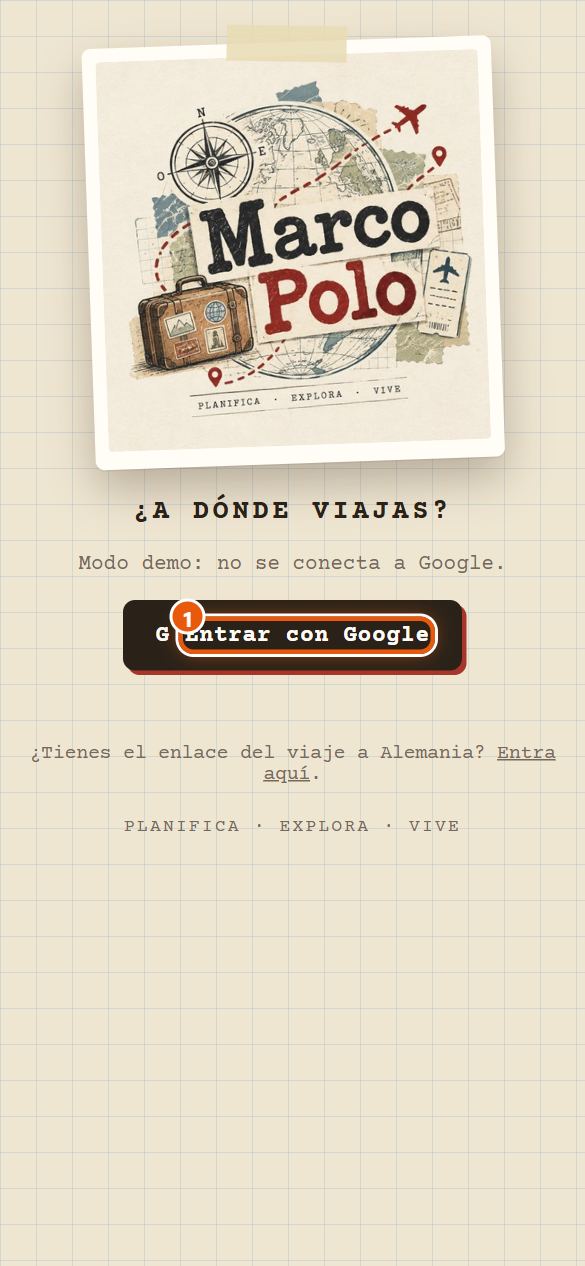 N
E
O
Marco
Polo
PLANIFICA · EXPLORA · VIVE
¿A DÓNDE VIAJAS?
Modo demo: no se conecta a Google.
1
G Entrar con Google
¿Tienes el enlace del viaje a Alemania? Entra
aquí.
PLANIFICA · EXPLORA · VIVE